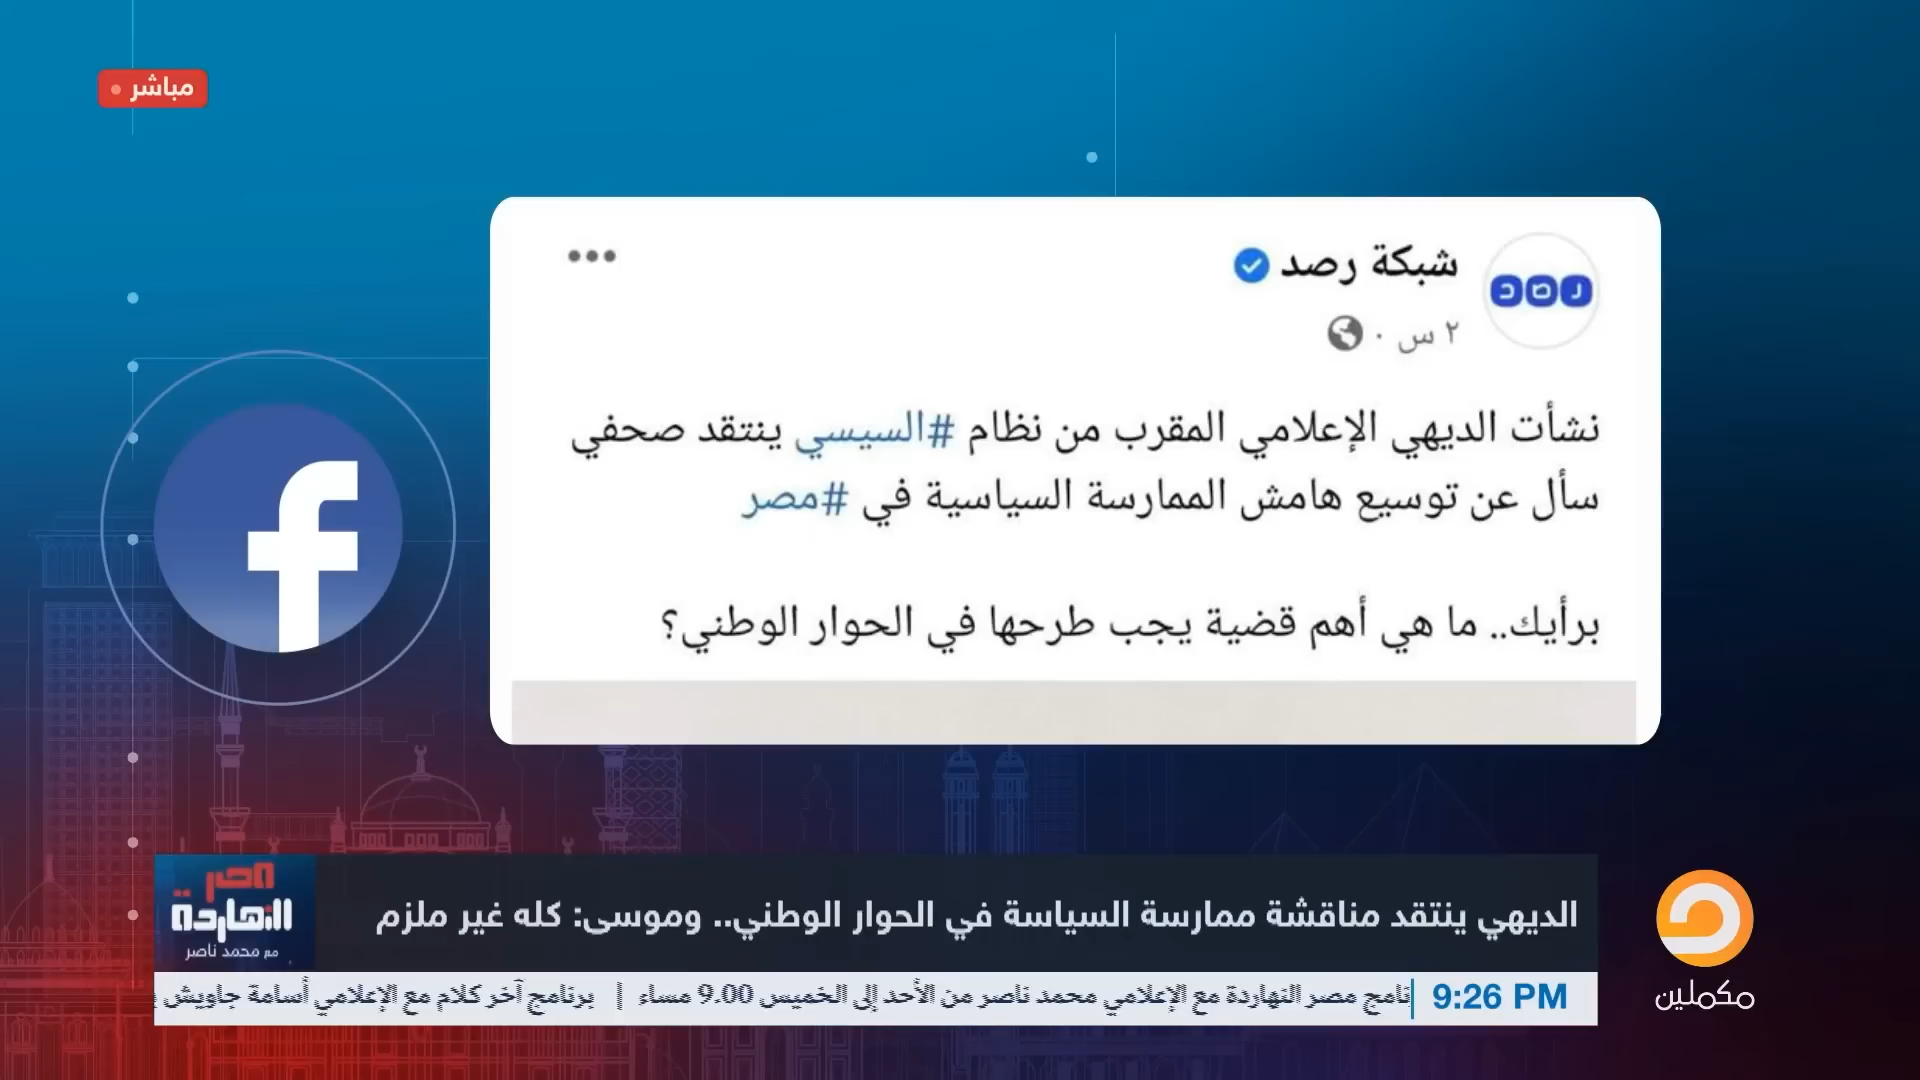 مباشر
شبكة رصد
رصد
٢ س ·
نشأت الديهي الإعلامي المقرب من نظام #السيسي ينتقد صحفي
سأل عن توسيع هامش الممارسة السياسية في #مصر
برأيك.. ما هي أهم قضية يجب طرحها في الحوار الوطني؟
مصر
النهاردة
مع محمد ناصر
الديهي ينتقد مناقشة ممارسة السياسة في الحوار الوطني.. وموسى: كله غير ملزم
9:26 PM
نامج مصر النهاردة مع الإعلامي محمد ناصر من الأحد إلى الخميس 9.00 مساء | برنامج آخر كلام مع الإعلامي أسامة جاويش
مكملين